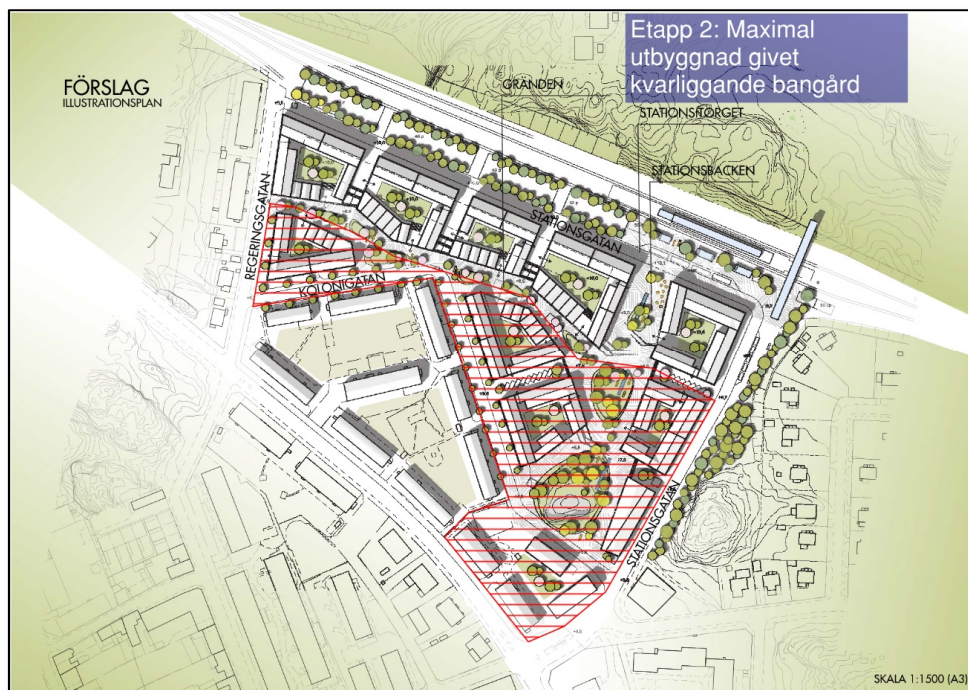 Etapp 2: Maximal
utbyggnad givet
kvarliggande bangård
FÖRSLAG
ILLUSTRATIONSPLAN
GRÄNDEN
STATIONSTORGET
STATIONSBACKEN
REGERINGSGATAN
STATIONSGATAN
KOLONIGATAN
STATIONSGATAN
SKALA 1:1500 (A3)